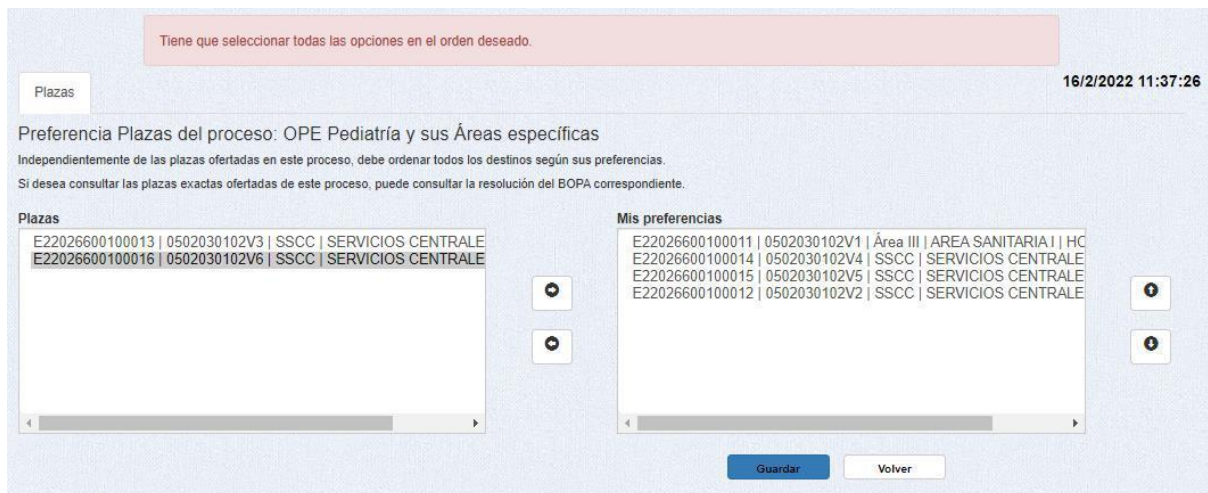 Tiene que seleccionar todas las opciones en el orden deseado.
16/2/2022 11:37:26
Plazas
Preferencia Plazas del proceso: OPE Pediatría y sus Áreas específicas
Independientemente de las plazas ofertadas en este proceso, debe ordenar todos los destinos según sus preferencias.
Si desea consultar las plazas exactas ofertadas de este proceso, puede consultar la resolución del BOPA correspondiente.
Plazas
E22026600100013 | 0502030102V3 | SSCC | SERVICIOS CENTRALE
E22026600100016 | 0502030102V6 | SSCC | SERVICIOS CENTRALE
Mis preferencias
E22026600100011 | 0502030102V1 | Área III | AREA SANITARIA I | HC
E22026600100014 | 0502030102V4 | SSCC | SERVICIOS CENTRALE
E22026600100015 | 0502030102V5 | SSCC | SERVICIOS CENTRALE
E22026600100012 | 0502030102V2 | SSCC | SERVICIOS CENTRALE
Guardar
Volver